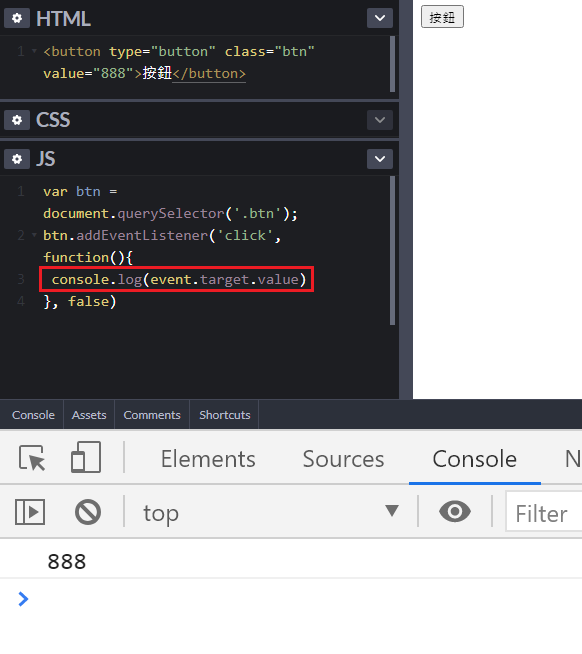 HTML
按鈕
1 <button type="button" class="btn"
value="888">按鈕</button>
CSS
JS
1 var btn =
document.querySelector('.btn');
2 btn.addEventListener('click',
function(){
3 console.log(event.target.value)
4 }, false)
Console Assets Comments Shortcuts
Elements Sources Console N
top Filter
888